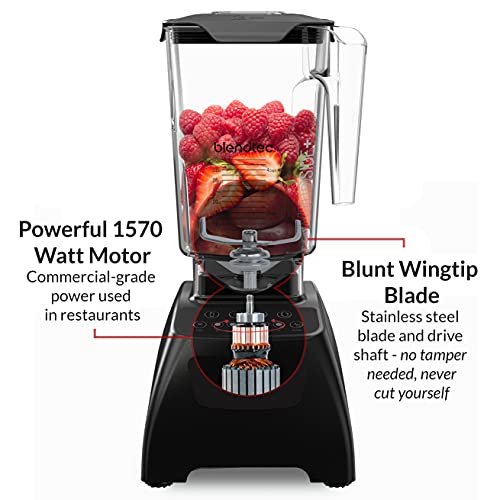 blendtec
Powerful 1570
Watt Motor
Commercial-grade
power used
in restaurants
Blunt Wingtip
Blade
Stainless steel
blade and drive
shaft - no tamper
needed, never
cut yourself